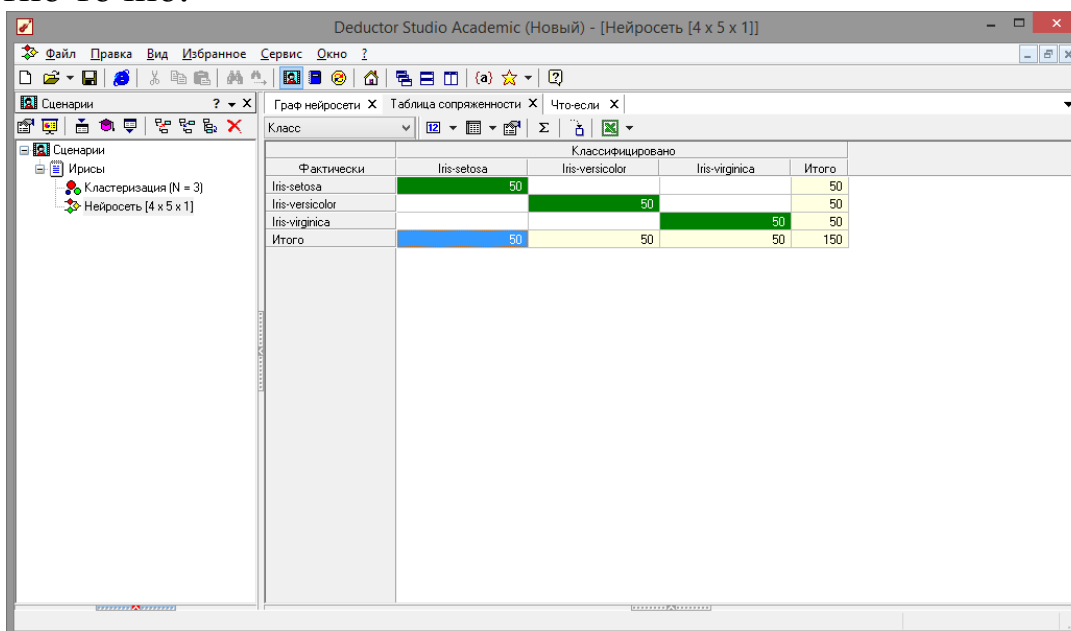 Deductor Studio Academic (Новый) - [Нейросеть [4 x 5 x 1]]
Файл Правка Вид Избранное Сервис Окно ?
Сценарии ?
Граф нейросети X Таблица сопряженности X Что-если X
Класс 12 Σ
{a}
Сценарии
Ирисы
Кластеризация (N = 3)
Нейросеть [4 x 5 x 1]
Классифицировано
Фактически Iris-setosa Iris-versicolor Iris-virginica Итого
Iris-setosa 50 50
Iris-versicolor 50 50
Iris-virginica 50 50
Итого 50 50 50 150